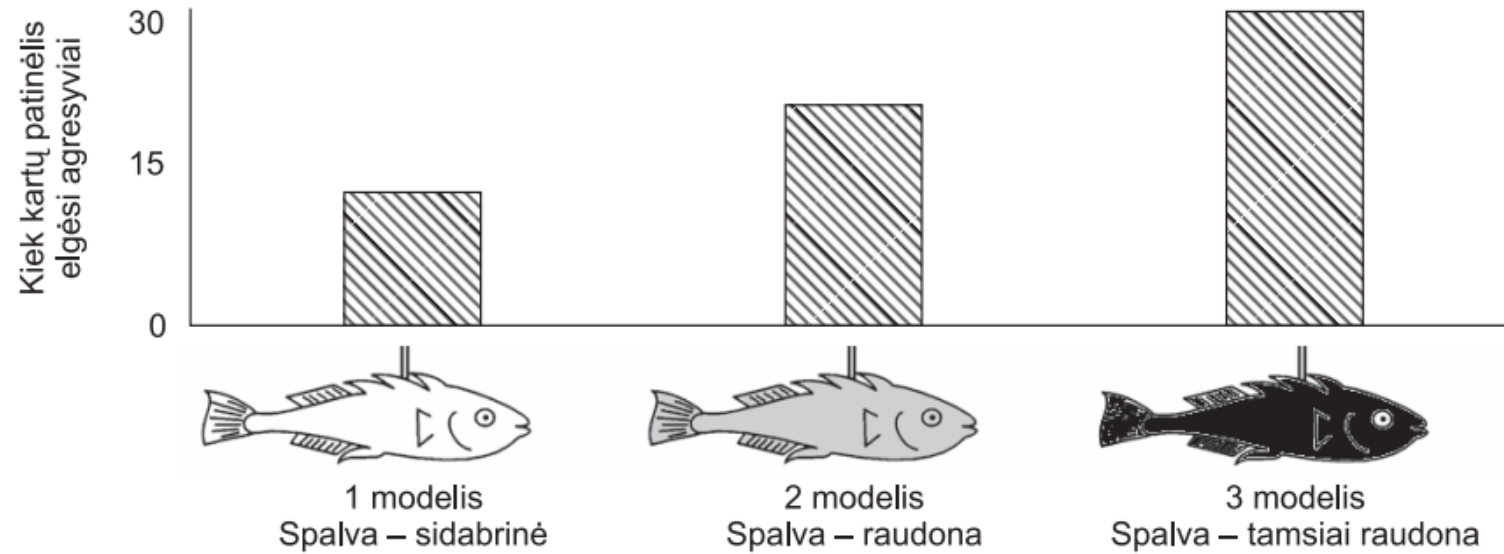 Kiek kartų patinėlis
elgėsi agresyviai
30
15
0
1 modelis
Spalva – sidabrinė
2 modelis
Spalva – raudona
3 modelis
Spalva – tamsiai raudona